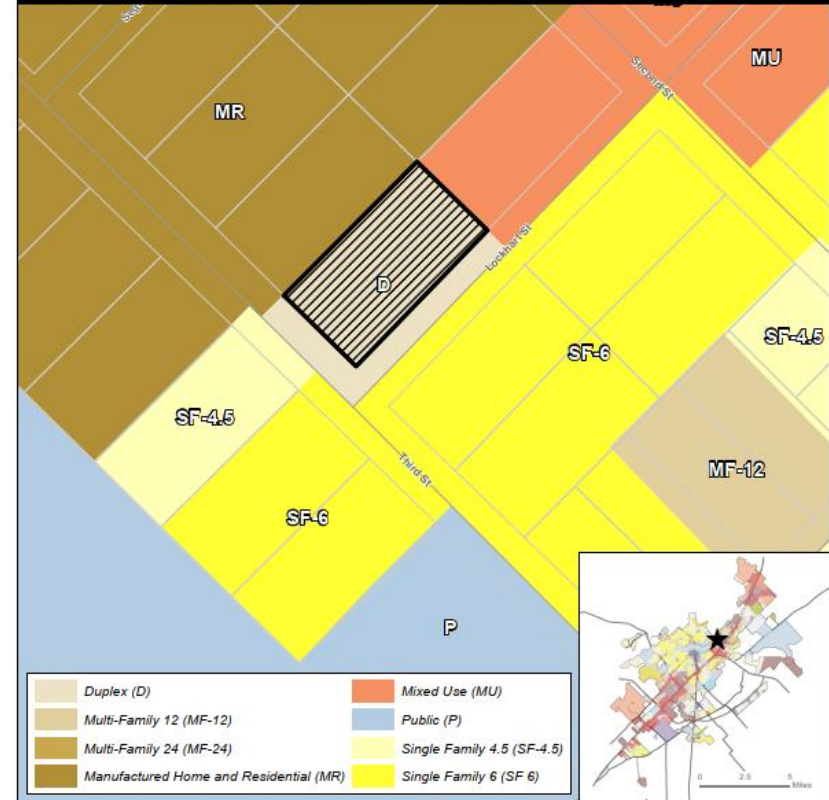 MU
Second St
MR
Lockhart St
D
SF-4.5
SF-6
SF-4.5
MF-12
Third St
SF-6
P
Duplex (D)
Multi-Family 12 (MF-12)
Multi-Family 24 (MF-24)
Manufactured Home and Residential (MR)
Mixed Use (MU)
Public (P)
Single Family 4.5 (SF-4.5)
Single Family 6 (SF 6)
0 2.5 5
Miles